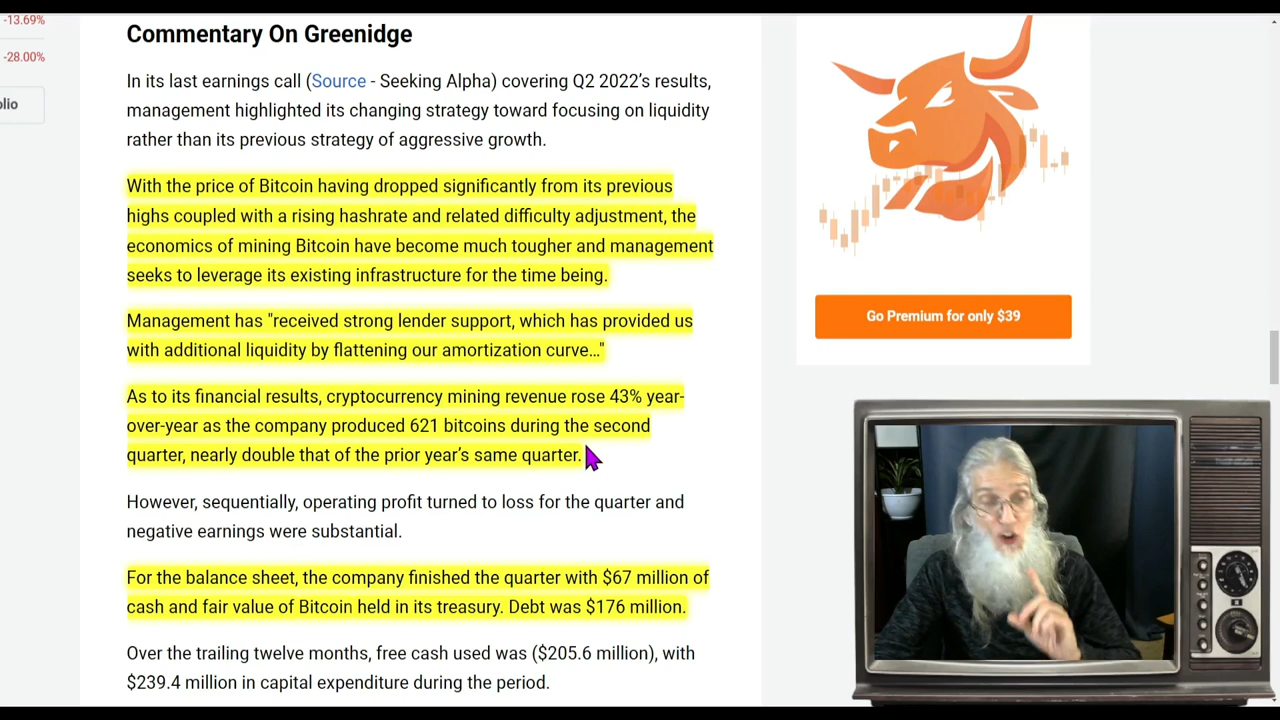 -13.69%
-28.00%
olio
Commentary On Greenidge
In its last earnings call (Source - Seeking Alpha) covering Q2 2022's results,
management highlighted its changing strategy toward focusing on liquidity
rather than its previous strategy of aggressive growth.
With the price of Bitcoin having dropped significantly from its previous
highs coupled with a rising hashrate and related difficulty adjustment, the
economics of mining Bitcoin have become much tougher and management
seeks to leverage its existing infrastructure for the time being.
Management has "received strong lender support, which has provided us
with additional liquidity by flattening our amortization curve…"
As to its financial results, cryptocurrency mining revenue rose 43% year-
over-year as the company produced 621 bitcoins during the second
quarter, nearly double that of the prior year's same quarter.
However, sequentially, operating profit turned to loss for the quarter and
negative earnings were substantial.
For the balance sheet, the company finished the quarter with $67 million of
cash and fair value of Bitcoin held in its treasury. Debt was $176 million.
Over the trailing twelve months, free cash used was ($205.6 million), with
$239.4 million in capital expenditure during the period.
Go Premium for only $39